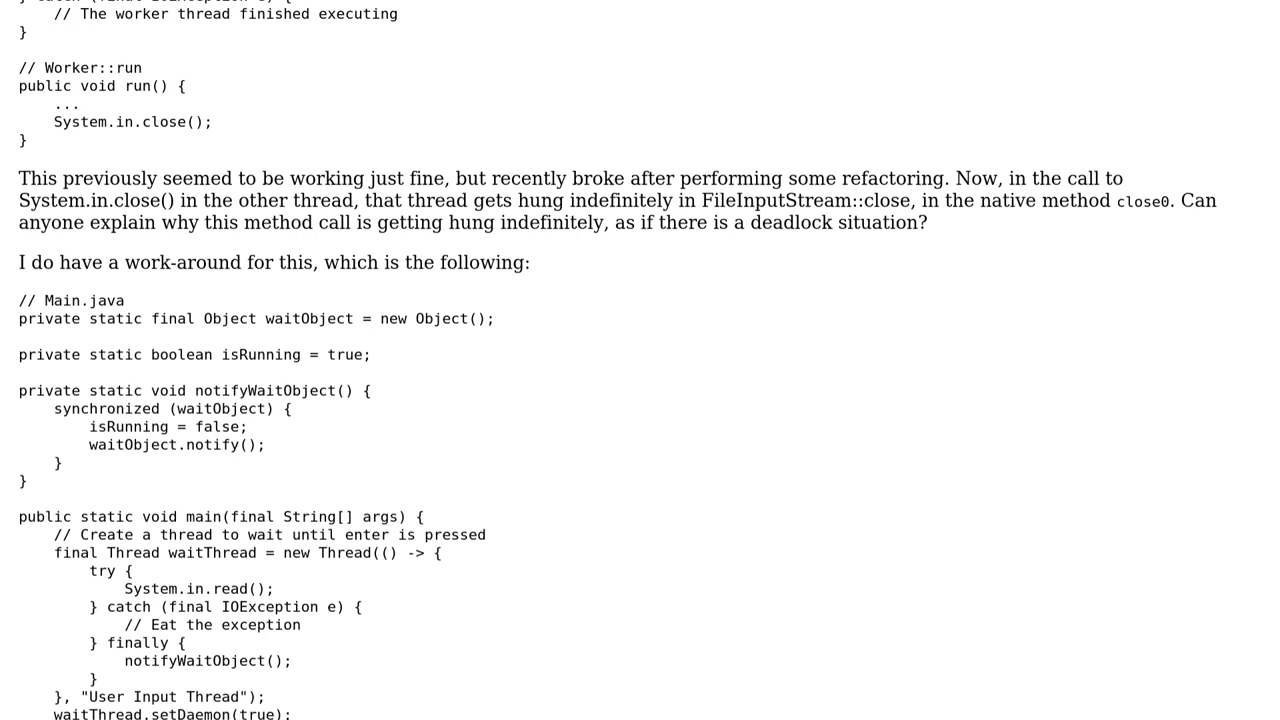 } catch (final IOException e) {
    // The worker thread finished executing
}
// Worker::run
public void run() {
    ...
    System.in.close();
}
This previously seemed to be working just fine, but recently broke after performing some refactoring. Now, in the call to
System.in.close() in the other thread, that thread gets hung indefinitely in FileInputStream::close, in the native method close0. Can
anyone explain why this method call is getting hung indefinitely, as if there is a deadlock situation?
I do have a work-around for this, which is the following:
// Main.java
private static final Object waitObject = new Object();
private static boolean isRunning = true;
private static void notifyWaitObject() {
    synchronized (waitObject) {
        isRunning = false;
        waitObject.notify();
    }
}
public static void main(final String[] args) {
    // Create a thread to wait until enter is pressed
    final Thread waitThread = new Thread(() -> {
        try {
            System.in.read();
        } catch (final IOException e) {
            // Eat the exception
        } finally {
            notifyWaitObject();
        }
    }, "User Input Thread");
    waitThread.setDaemon(true);